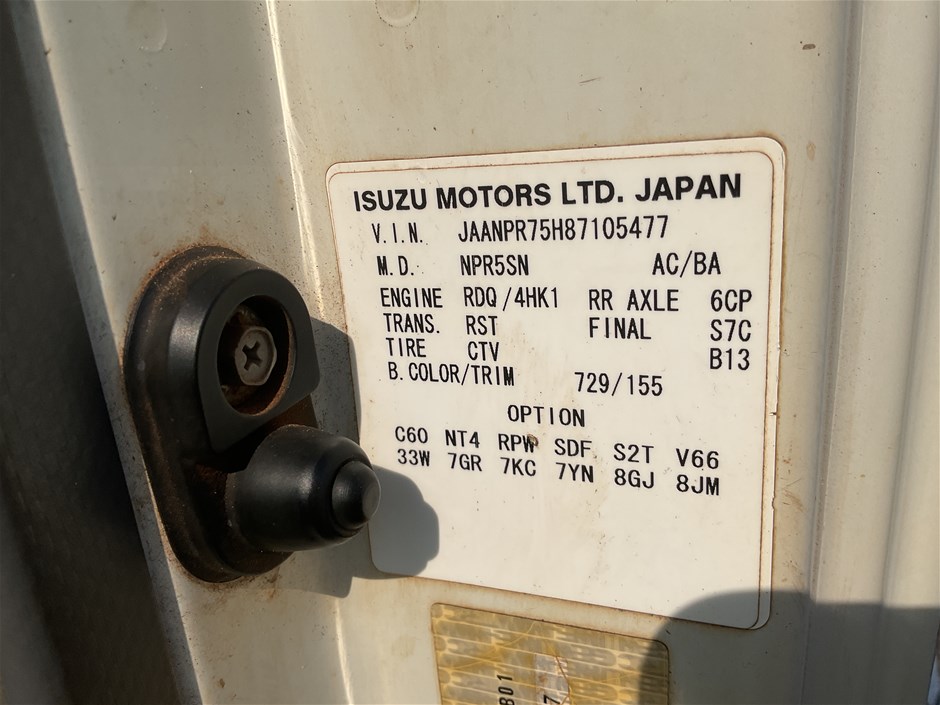 ISUZU MOTORS LTD. JAPAN
V.I.N. JAANPR75H87105477
M.D. NPR5SN AC/BA
ENGINE RDQ/4HK1 RR AXLE 6CP
TRANS. RST FINAL S7C
TIRE CTV B13
B.COLOR/TRIM 729/155
OPTION
C60 NT4 RPW SDF S2T V66
33W 7GR 7KC 7YN 8GJ 8JM